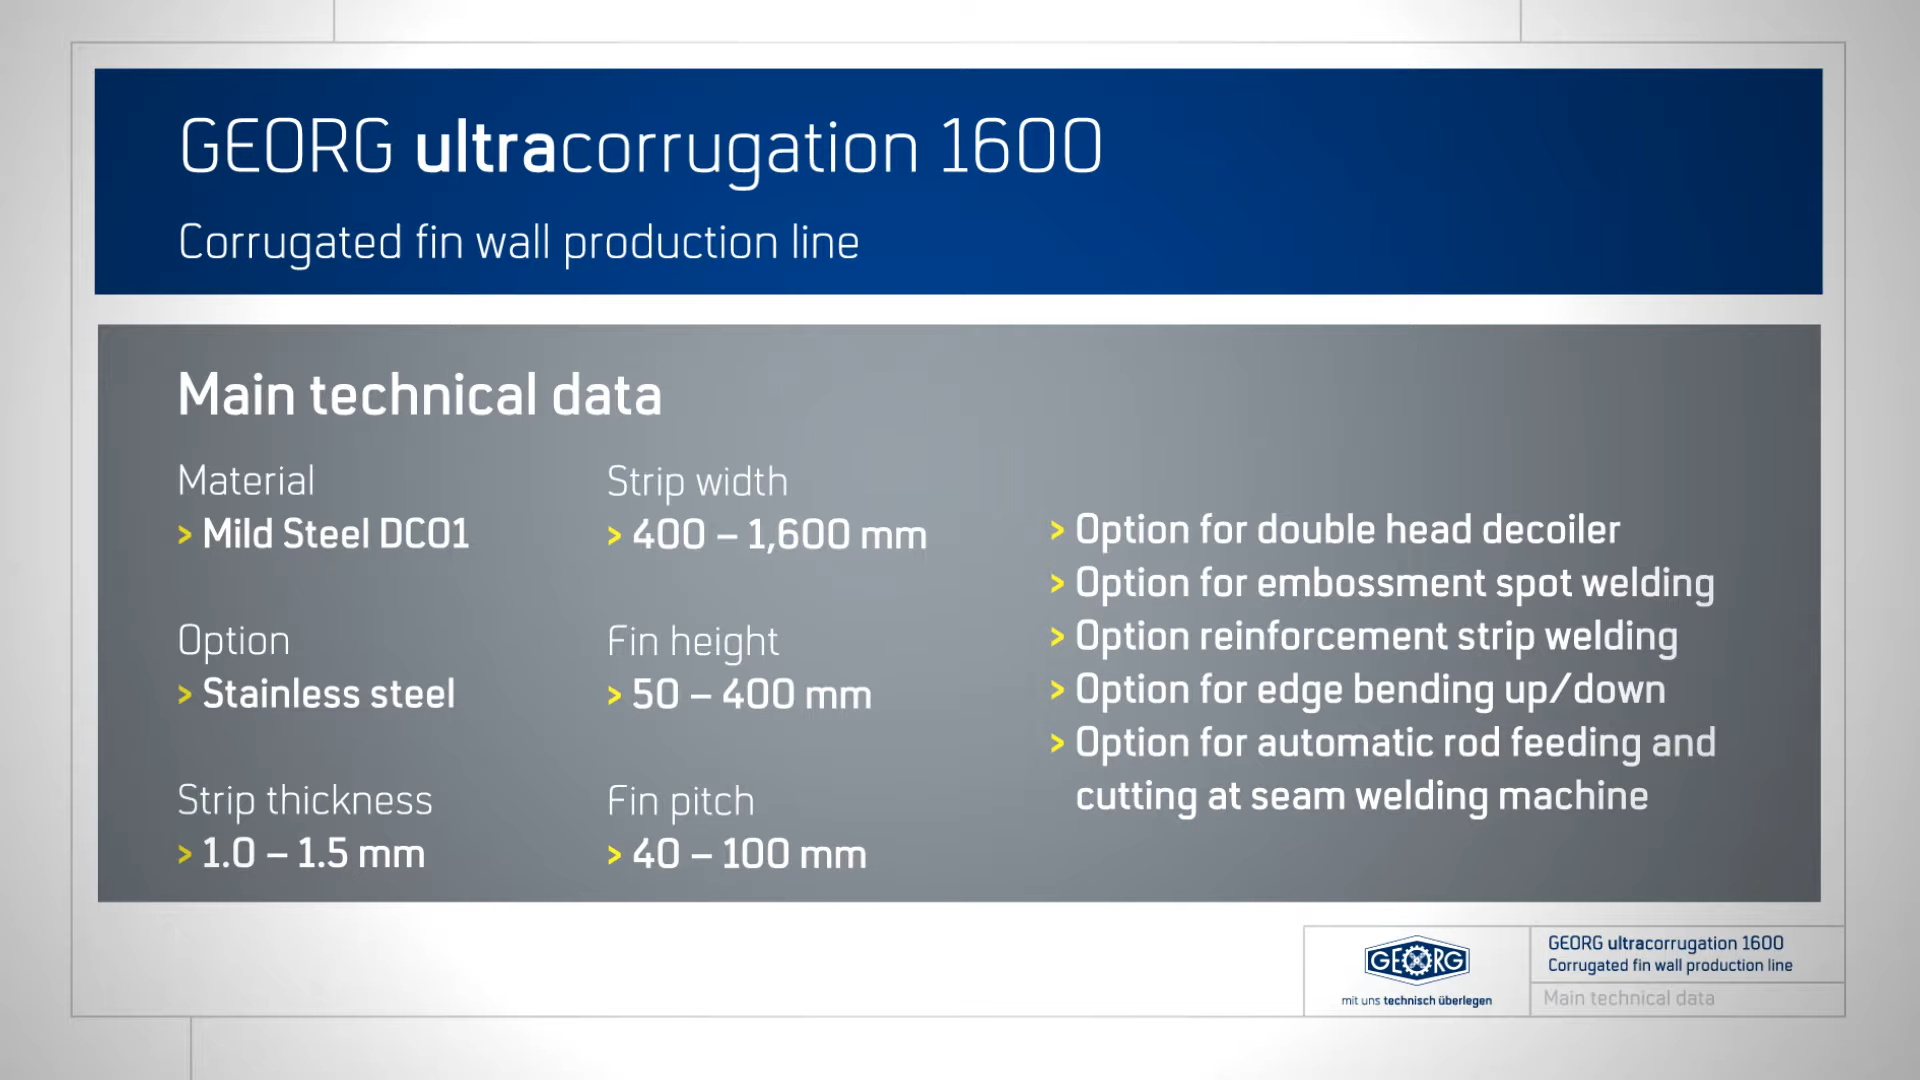 GEORG ultracorrugation 1600
Corrugated fin wall production line
Main technical data
Material
> Mild Steel DC01
Option
> Stainless steel
Strip thickness
> 1.0 – 1.5 mm
Strip width
> 400 – 1,600 mm
Fin height
> 50 – 400 mm
Fin pitch
> 40 – 100 mm
> Option for double head decoiler
> Option for embossment spot welding
> Option reinforcement strip welding
> Option for edge bending up/down
> Option for automatic rod feeding and
cutting at seam welding machine
GEORG
mit uns technisch überlegen
GEORG ultracorrugation 1600
Corrugated fin wall production line
Main technical data